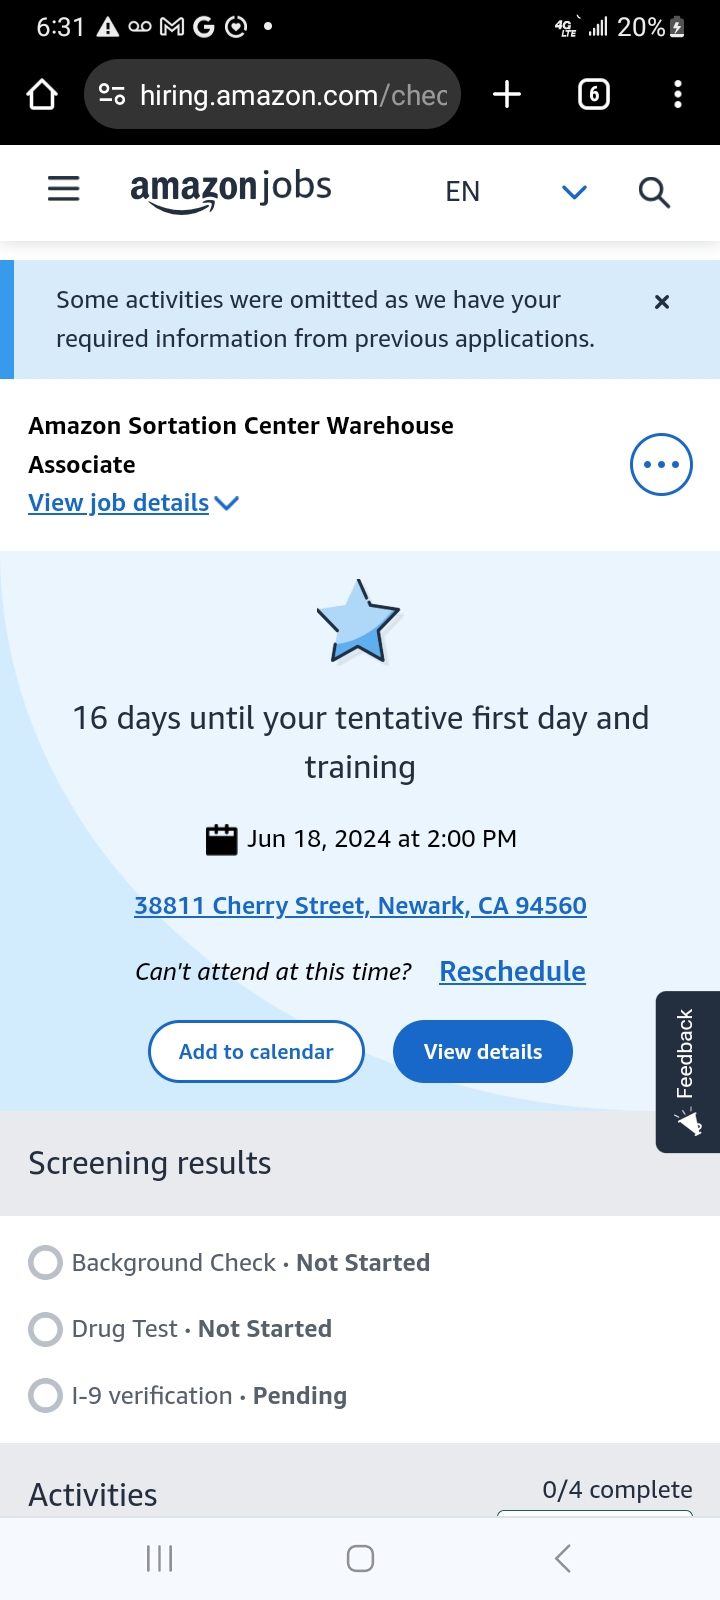 6:31
4G LTE 20%
hiring.amazon.com/chec
6
amazon jobs EN
Some activities were omitted as we have your
required information from previous applications.
Amazon Sortation Center Warehouse
Associate
View job details
16 days until your tentative first day and
training
Jun 18, 2024 at 2:00 PM
38811 Cherry Street, Newark, CA 94560
Can't attend at this time? Reschedule
Add to calendar View details
Feedback
Screening results
Background Check • Not Started
Drug Test • Not Started
I-9 verification • Pending
Activities 0/4 complete